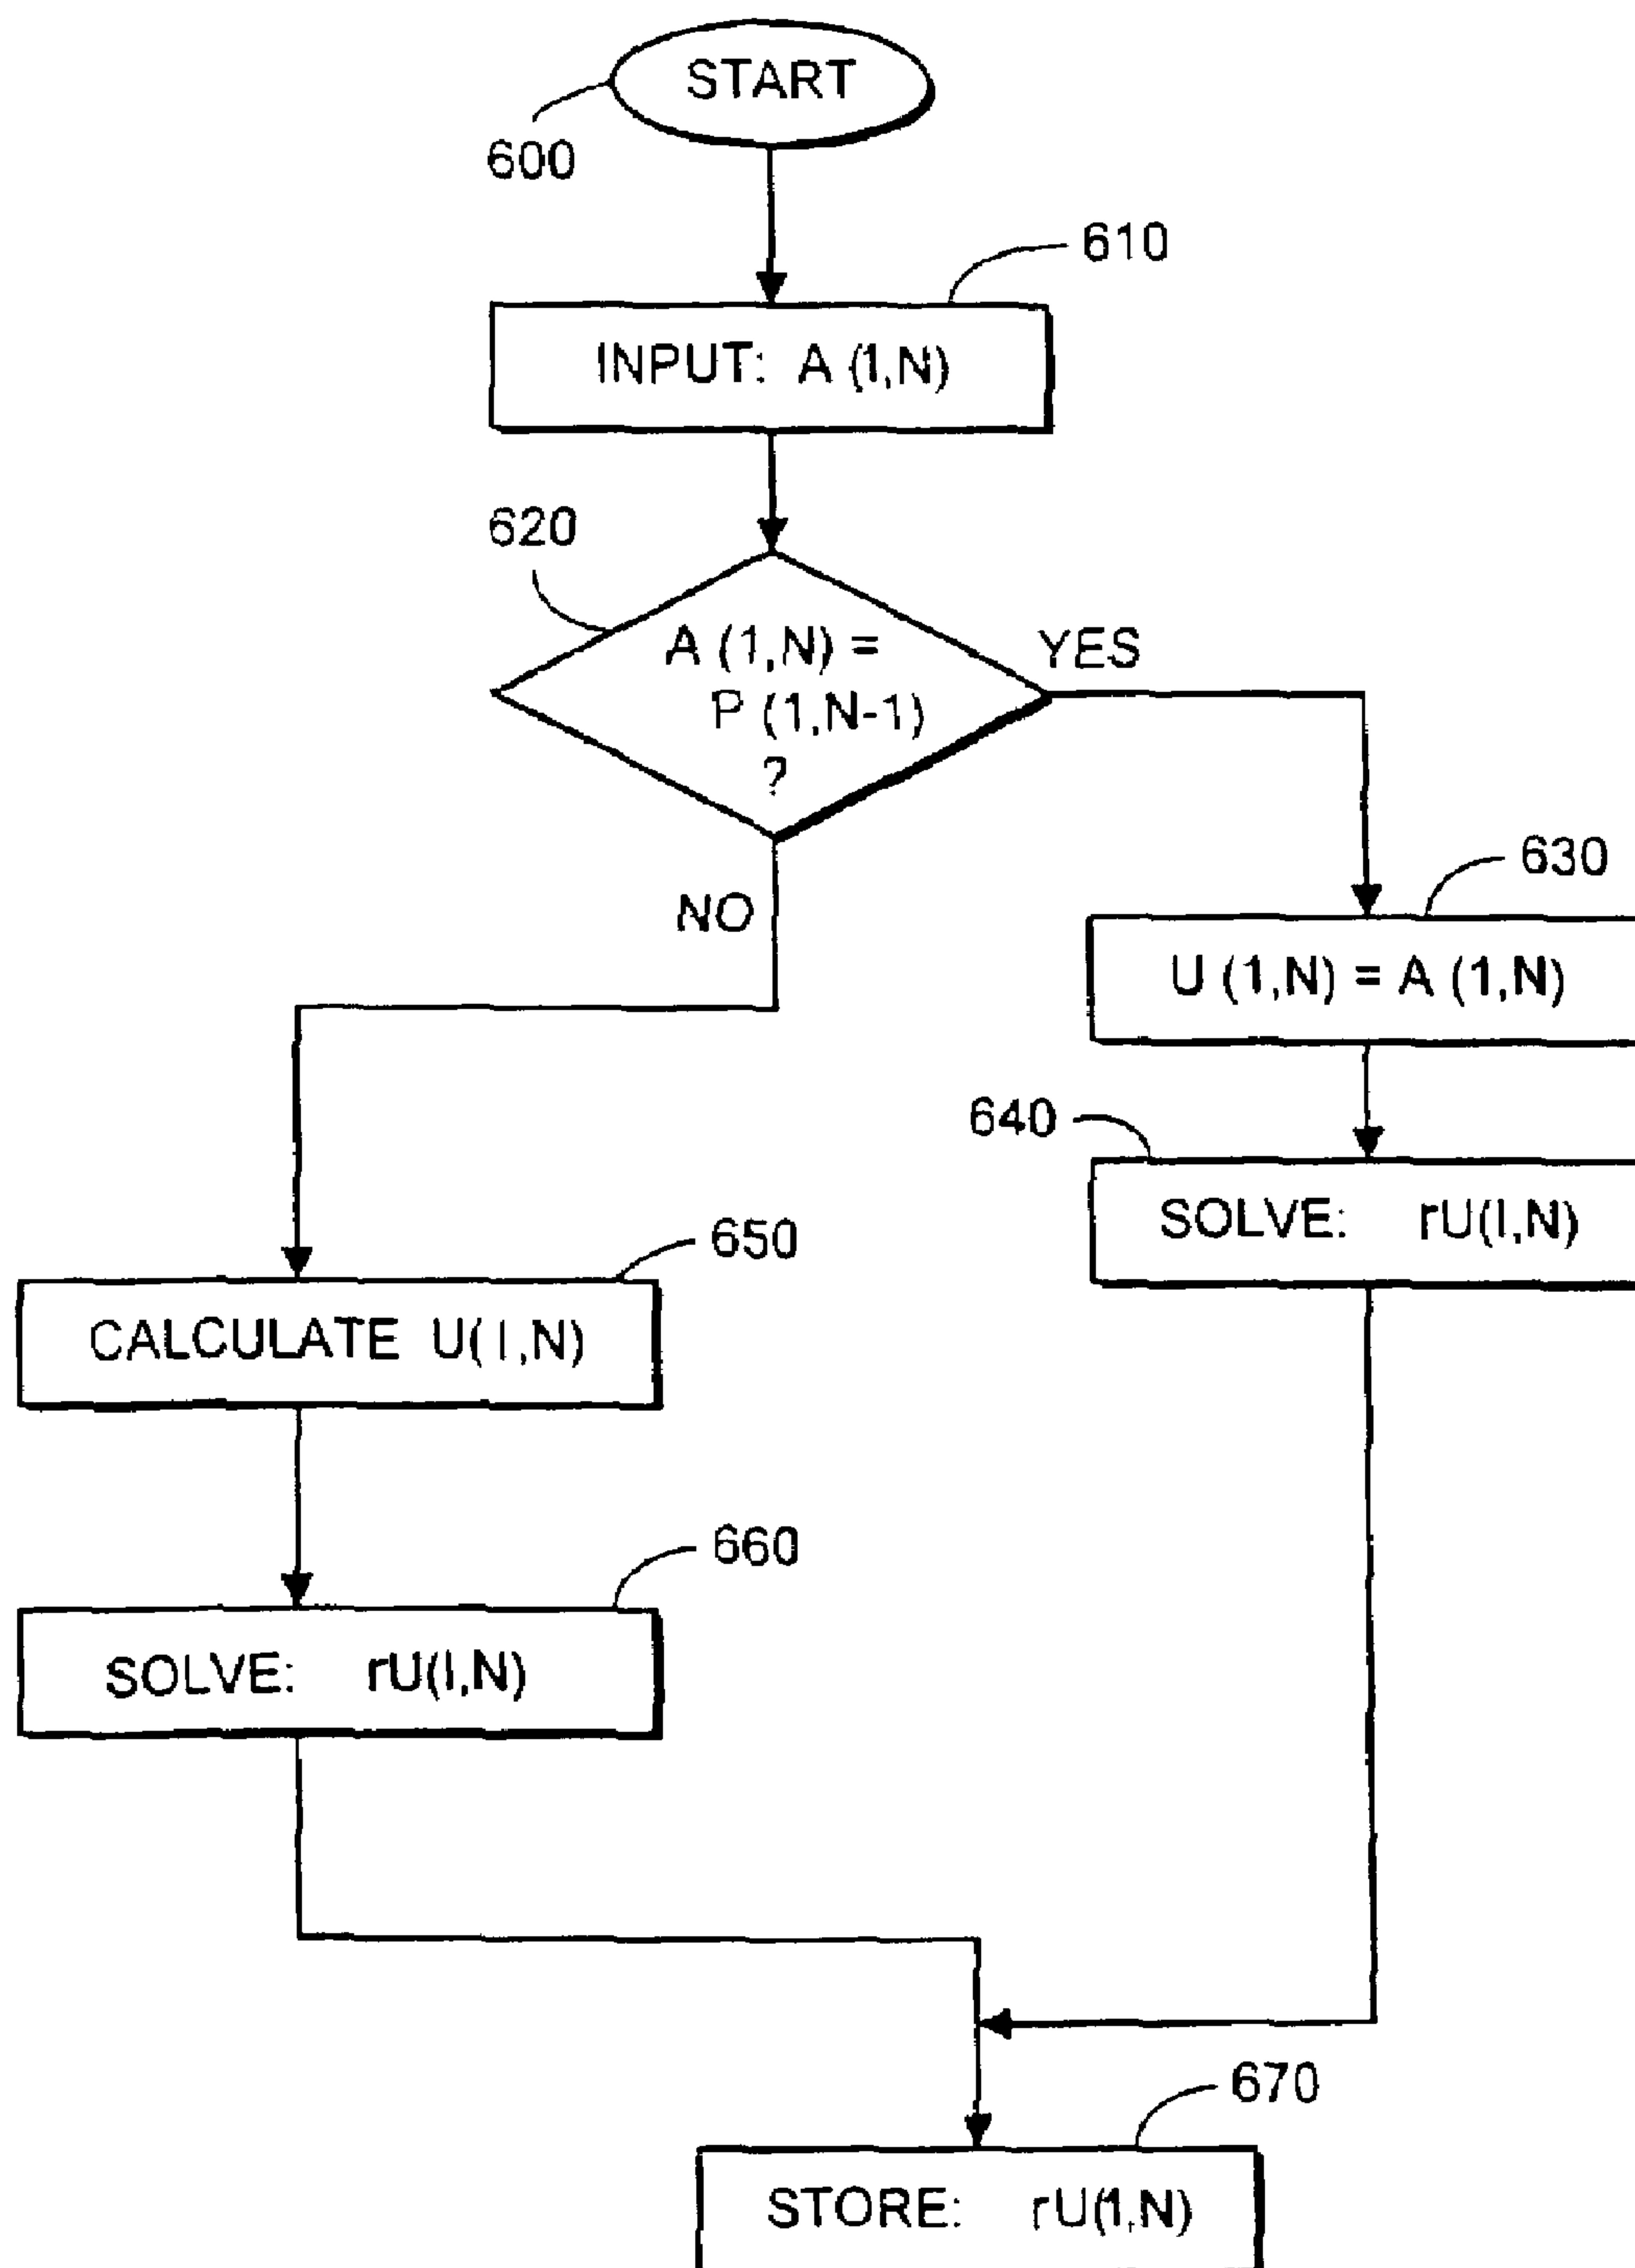 START
600
610
INPUT: A (1,N)
620
A (1,N) =
P (1,N-1)
?
YES
NO
630
U (1,N) = A (1,N)
640
SOLVE: rU(I,N)
650
CALCULATE U(I,N)
660
SOLVE: rU(I,N)
670
STORE: rU(1,N)